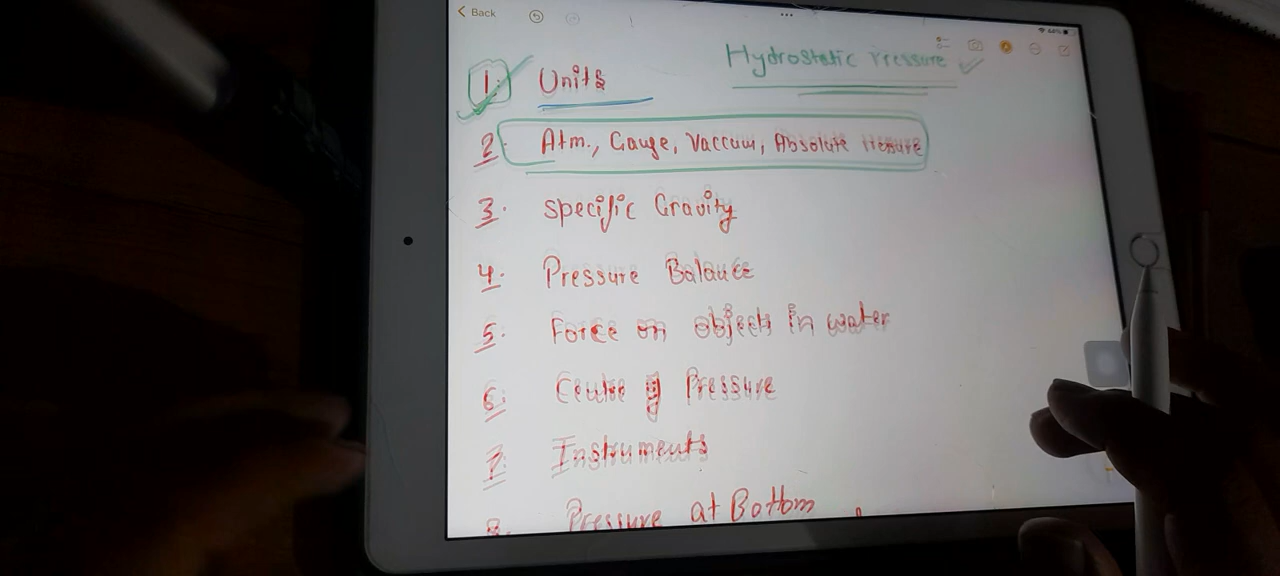 Back
Hydrostatic Pressure
1. Units
2. Atm., Gauge, Vaccum, Absolute Pressure
3. Specific Gravity
4. Pressure Balance
5. Force on objects in water
6. Centre of Pressure
7. Instruments
8. Pressure at Bottom